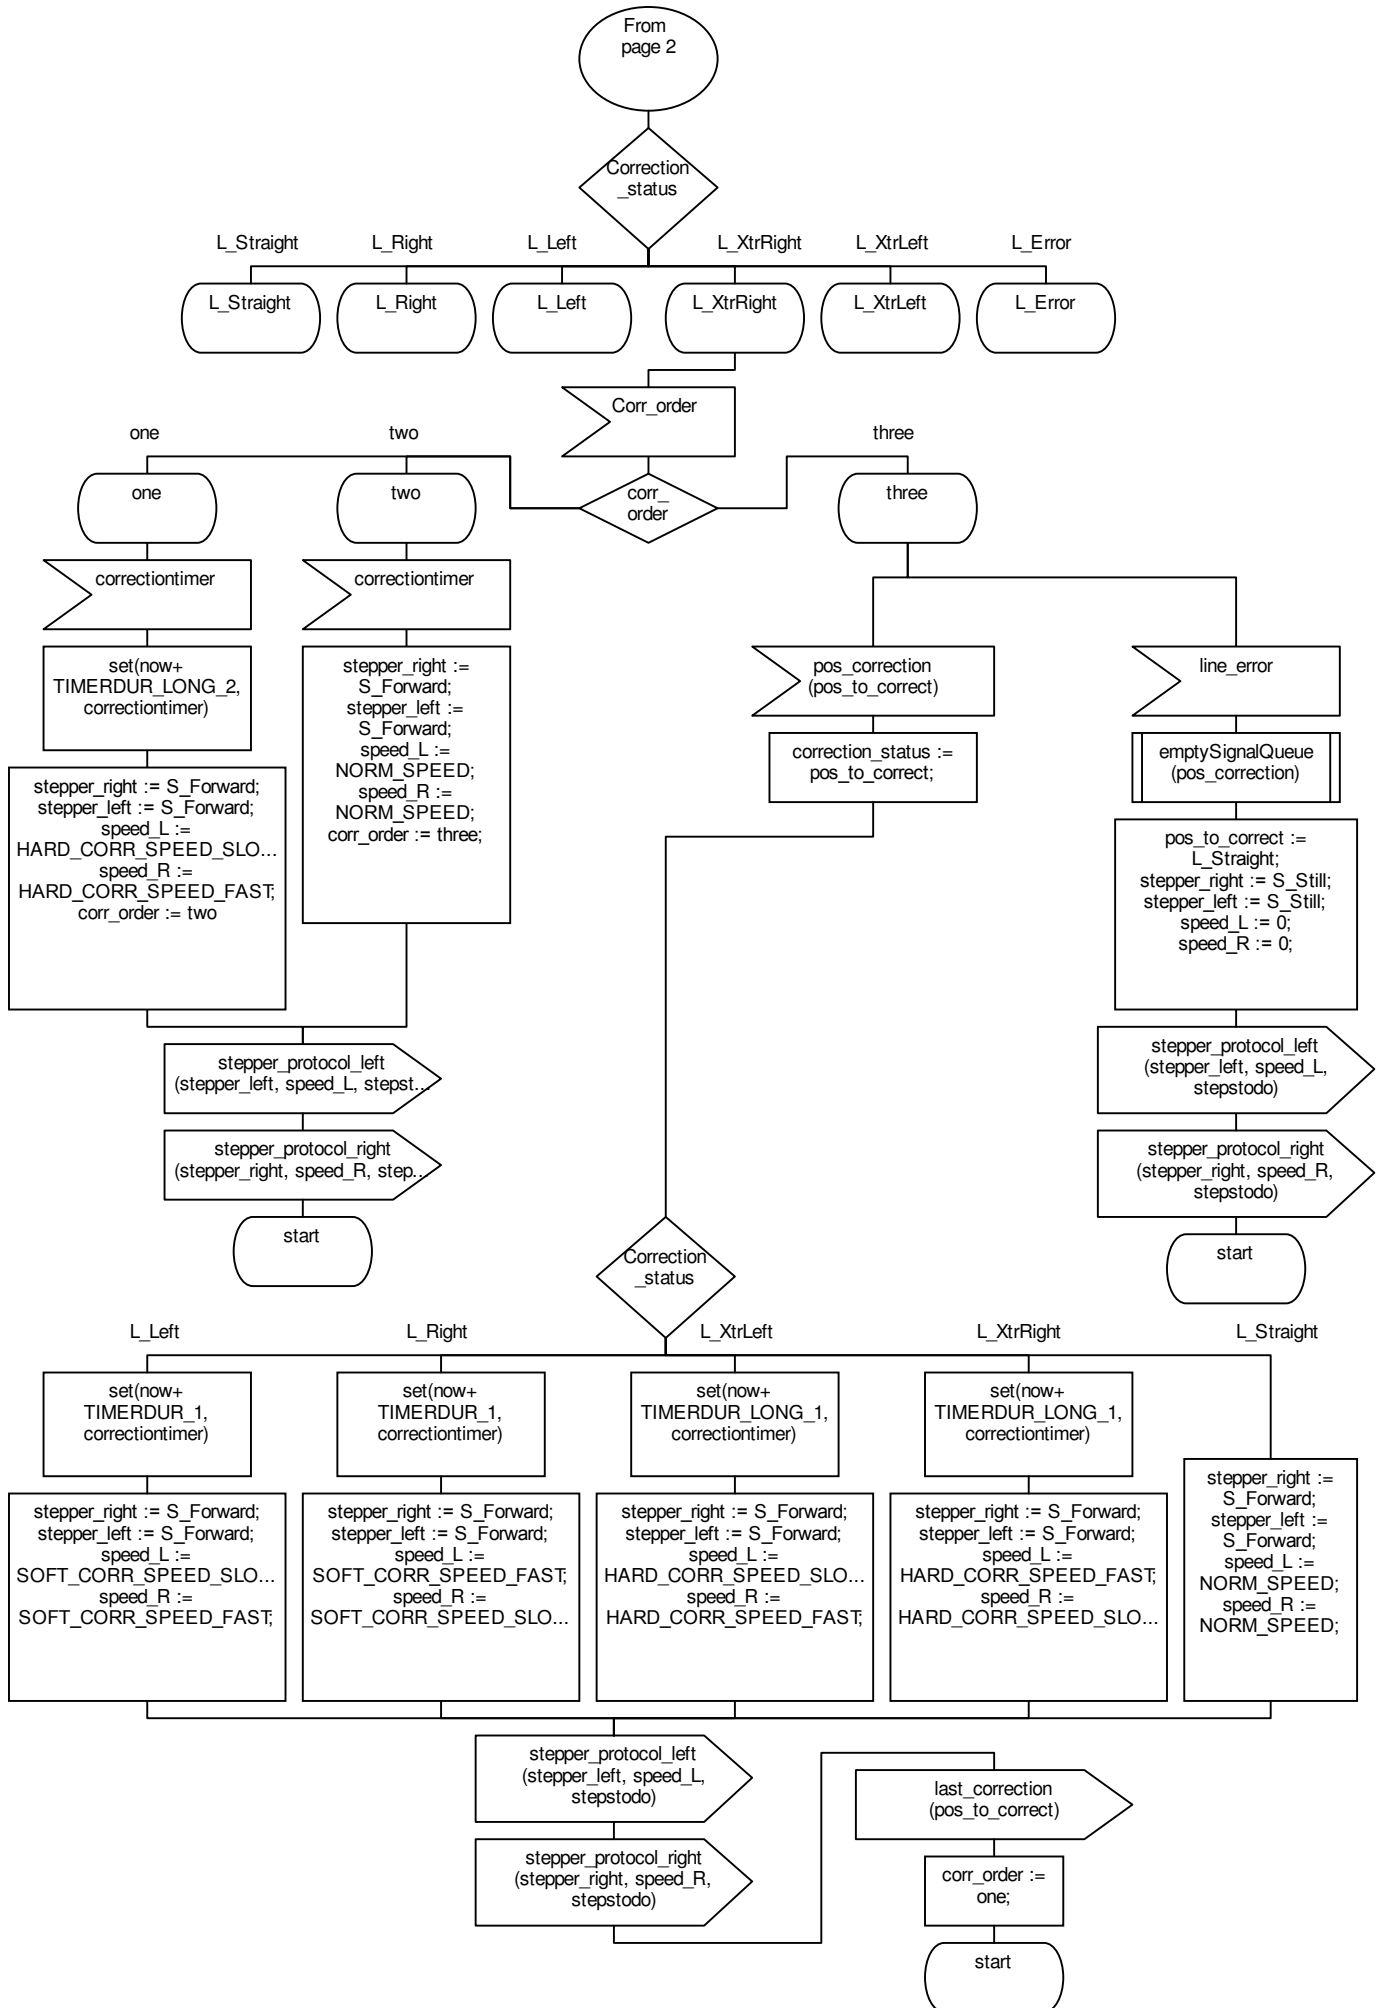 From
page 2
Correction
_status
L_Straight
L_Right
L_Left
L_XtrRight
L_XtrLeft
L_Error
L_Straight
L_Right
L_Left
L_XtrRight
L_XtrLeft
L_Error
Corr_order
one
two
three
one
two
corr_
order
three
correctiontimer
set(now+
TIMERDUR_LONG_2,
correctiontimer)
stepper_right := S_Forward;
stepper_left := S_Forward;
speed_L :=
HARD_CORR_SPEED_SLO...
speed_R :=
HARD_CORR_SPEED_FAST;
corr_order := two
correctiontimer
stepper_right :=
S_Forward;
stepper_left :=
S_Forward;
speed_L :=
NORM_SPEED;
speed_R :=
NORM_SPEED;
corr_order := three;
stepper_protocol_left
(stepper_left, speed_L, stepst...
stepper_protocol_right
(stepper_right, speed_R, step...
start
pos_correction
(pos_to_correct)
correction_status :=
pos_to_correct;
line_error
emptySignalQueue
(pos_correction)
pos_to_correct :=
L_Straight;
stepper_right := S_Still;
stepper_left := S_Still;
speed_L := 0;
speed_R := 0;
stepper_protocol_left
(stepper_left, speed_L,
stepstodo)
stepper_protocol_right
(stepper_right, speed_R,
stepstodo)
start
Correction
_status
L_Left
L_Right
L_XtrLeft
L_XtrRight
L_Straight
set(now+
TIMERDUR_1,
correctiontimer)
set(now+
TIMERDUR_1,
correctiontimer)
set(now+
TIMERDUR_LONG_1,
correctiontimer)
set(now+
TIMERDUR_LONG_1,
correctiontimer)
stepper_right := S_Forward;
stepper_left := S_Forward;
speed_L :=
SOFT_CORR_SPEED_SLO...
speed_R :=
SOFT_CORR_SPEED_FAST;
stepper_right := S_Forward;
stepper_left := S_Forward;
speed_L :=
SOFT_CORR_SPEED_FAST;
speed_R :=
SOFT_CORR_SPEED_SLO...
stepper_right := S_Forward;
stepper_left := S_Forward;
speed_L :=
HARD_CORR_SPEED_SLO...
speed_R :=
HARD_CORR_SPEED_FAST;
stepper_right := S_Forward;
stepper_left := S_Forward;
speed_L :=
HARD_CORR_SPEED_FAST;
speed_R :=
HARD_CORR_SPEED_SLO...
stepper_right :=
S_Forward;
stepper_left :=
S_Forward;
speed_L :=
NORM_SPEED;
speed_R :=
NORM_SPEED;
stepper_protocol_left
(stepper_left, speed_L,
stepstodo)
stepper_protocol_right
(stepper_right, speed_R,
stepstodo)
last_correction
(pos_to_correct)
corr_order :=
one;
start